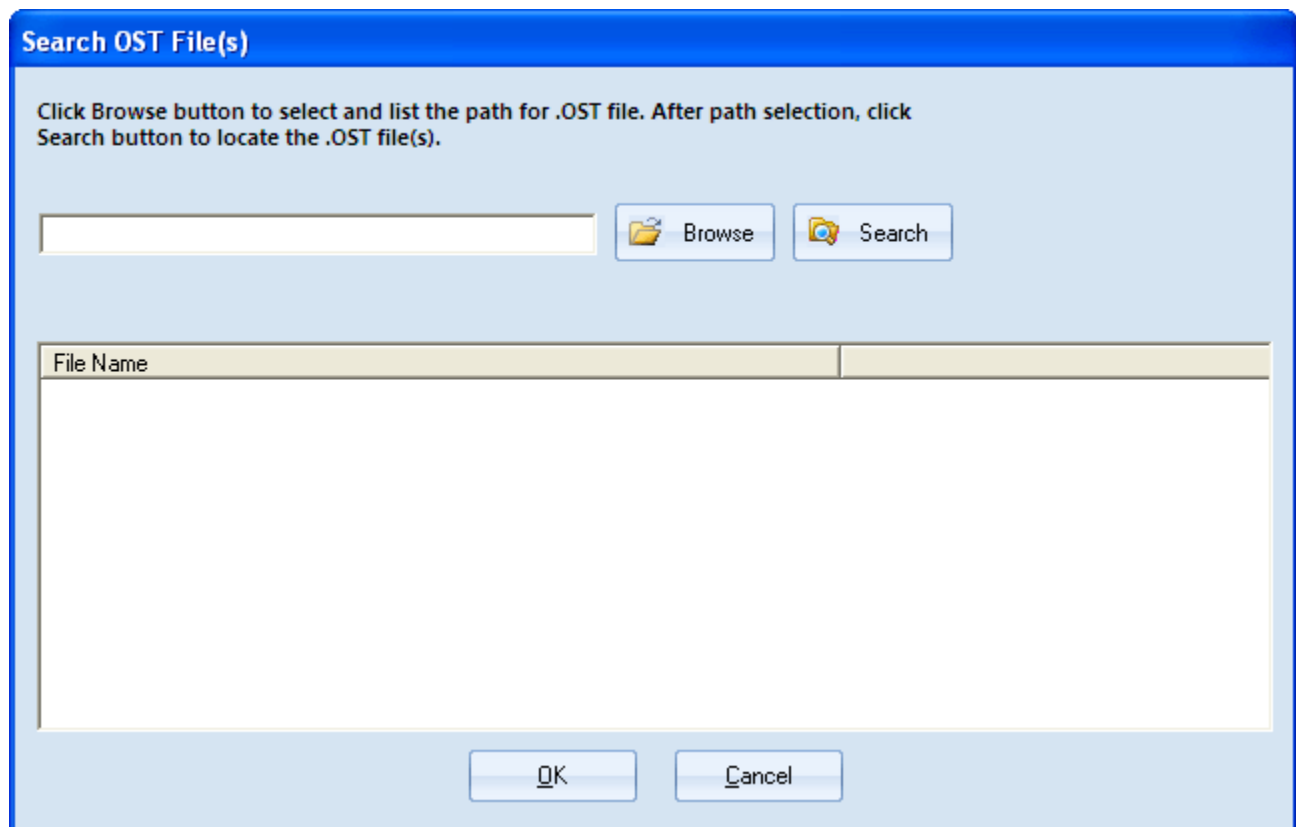 Search OST File(s)
Click Browse button to select and list the path for .OST file. After path selection, click
Search button to locate the .OST file(s).
Browse
Search
File Name
OK
Cancel